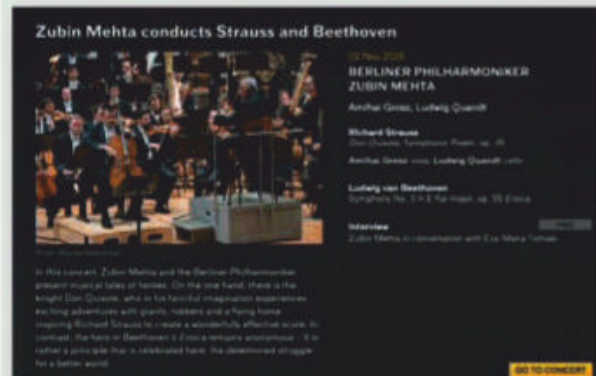 Zubin Mehta conducts Strauss and Beethoven
BERLINER PHILHARMONIKER
ZUBIN MEHTA
Amihai Grosz, Ludwig Quandt
Richard Strauss
Don Quixote, Symphonic Poem, op. 35
Amihai Grosz viola, Ludwig Quandt cello
Ludwig van Beethoven
Symphony No. 3 in E flat major, op. 55 Eroica
Interview
Zubin Mehta in conversation with Eva-Maria Tomasi
In this concert, Zubin Mehta and the Berliner Philharmoniker
present musical tales of heroes. On the one hand, there is the
knight Don Quixote, who in his fanciful imagination experiences
exciting adventures with giants, robbers and a flying horse
inspiring Richard Strauss to create a wonderfully effective score. In
contrast, the hero in Beethoven's Eroica remains anonymous – it is
rather a principle that is celebrated here: the determined struggle
for a better world.
GO TO CONCERT